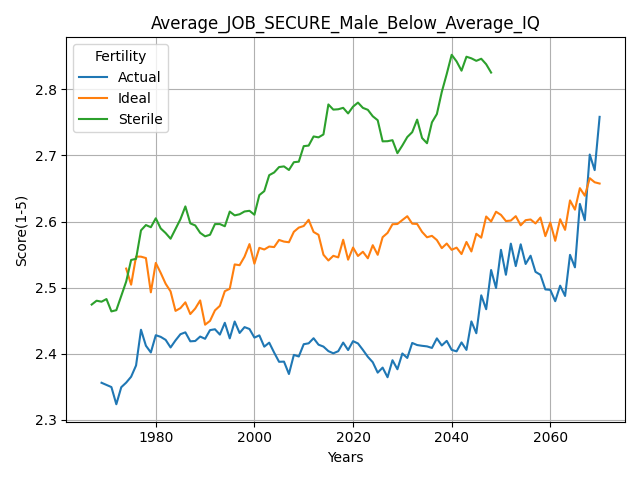 Average_JOB_SECURE_Male_Below_Average_IQ
Fertility
Actual
Ideal
Sterile
Score(1-5)
2.8
2.7
2.6
2.5
2.4
2.3
1980
2000
2020
2040
2060
Years